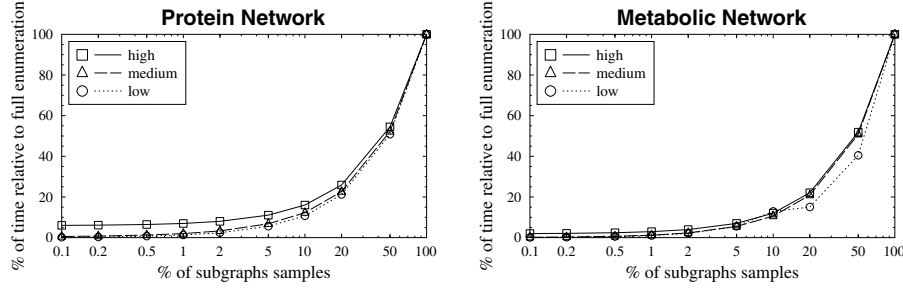 Protein Network
% of time relative to full enumeration
100
80
60
40
20
0
high
medium
low
0.1 0.2 0.5 1 2 5 10 20 50 100
% of subgraphs samples
Metabolic Network
% of time relative to full enumeration
100
80
60
40
20
0
high
medium
low
0.1 0.2 0.5 1 2 5 10 20 50 100
% of subgraphs samples